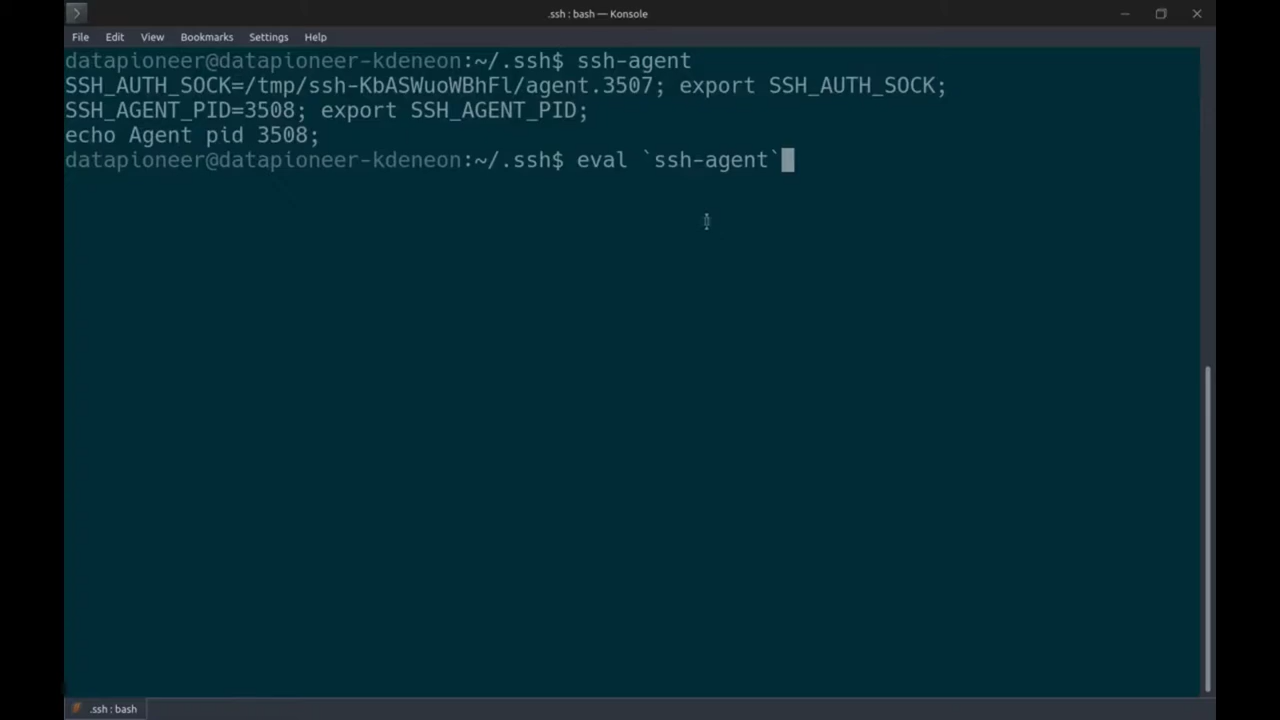 .ssh : bash — Konsole
File Edit View Bookmarks Settings Help
datapioneer@datapioneer-kdeneon:~/.ssh$ ssh-agent
SSH_AUTH_SOCK=/tmp/ssh-KbASWuoWBhFl/agent.3507; export SSH_AUTH_SOCK;
SSH_AGENT_PID=3508; export SSH_AGENT_PID;
echo Agent pid 3508;
datapioneer@datapioneer-kdeneon:~/.ssh$ eval `ssh-agent`
.ssh : bash